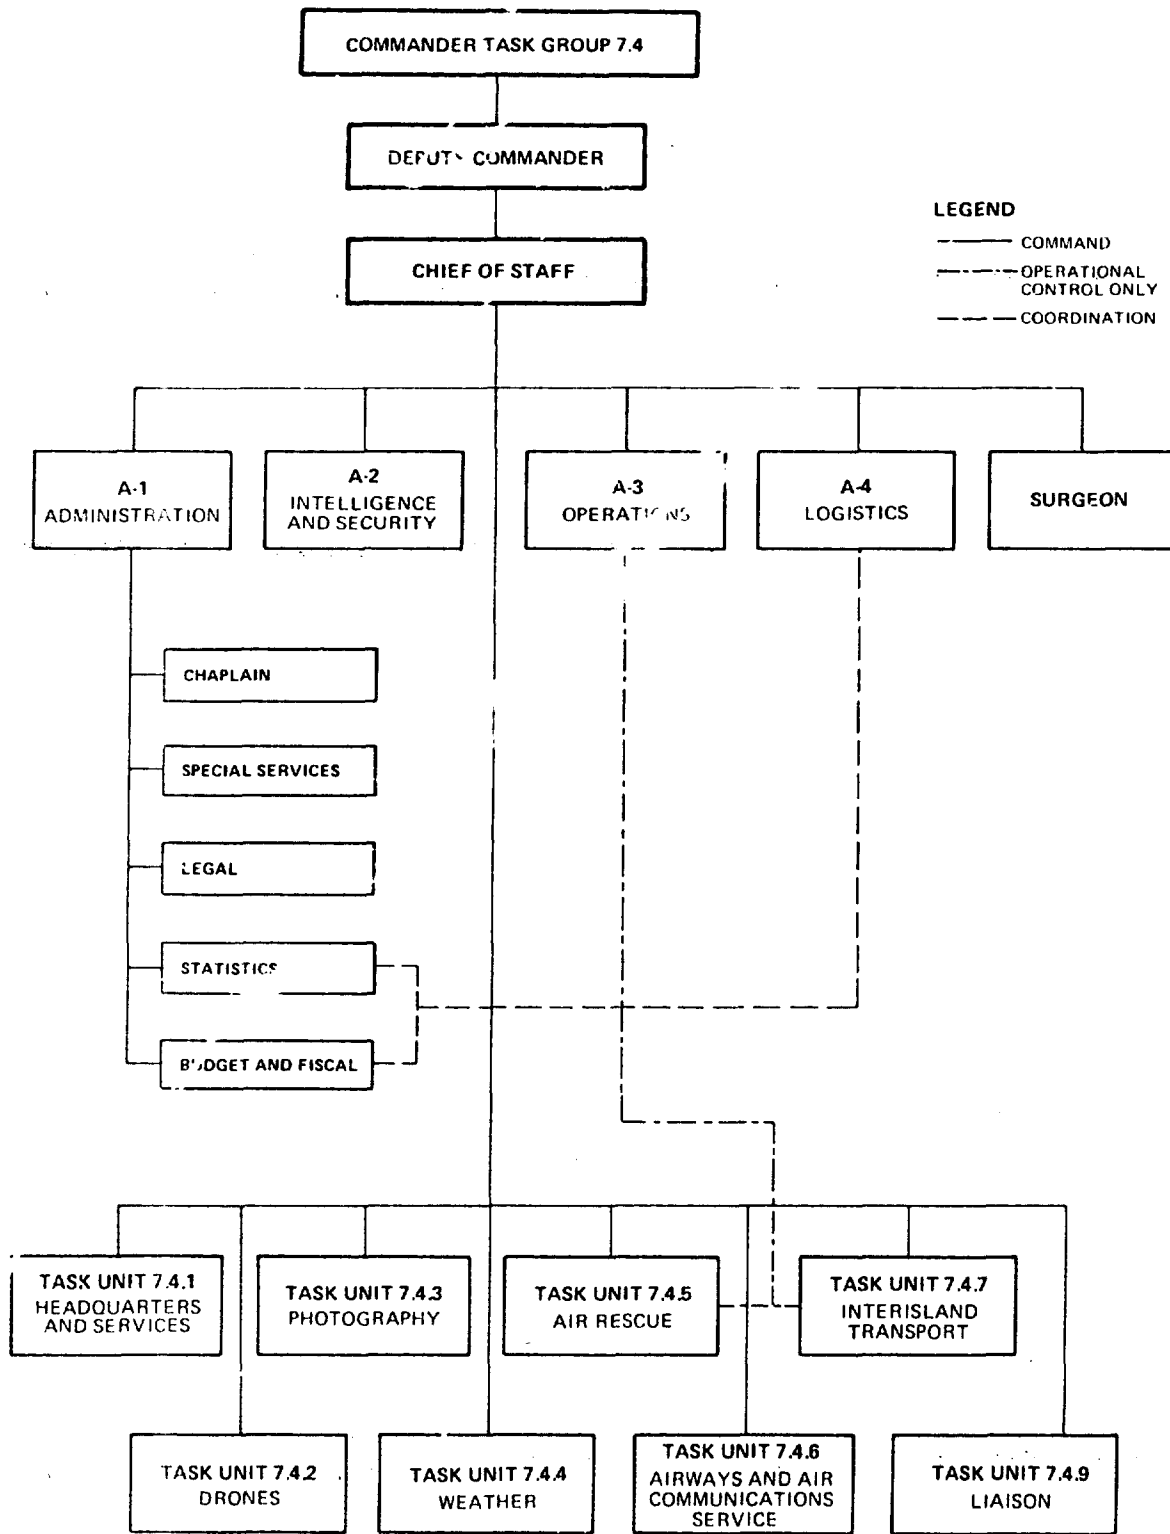 COMMANDER TASK GROUP 7.4
DEPUTY COMMANDER
CHIEF OF STAFF
LEGEND
COMMAND
OPERATIONAL
CONTROL ONLY
COORDINATION
A-1
ADMINISTRATION
A-2
INTELLIGENCE
AND SECURITY
A-3
OPERATIONS
A-4
LOGISTICS
SURGEON
CHAPLAIN
SPECIAL SERVICES
LEGAL
STATISTICS
BUDGET AND FISCAL
TASK UNIT 7.4.1
HEADQUARTERS
AND SERVICES
TASK UNIT 7.4.3
PHOTOGRAPHY
TASK UNIT 7.4.5
AIR RESCUE
TASK UNIT 7.4.7
INTERISLAND
TRANSPORT
TASK UNIT 7.4.2
DRONES
TASK UNIT 7.4.4
WEATHER
TASK UNIT 7.4.6
AIRWAYS AND AIR
COMMUNICATIONS
SERVICE
TASK UNIT 7.4.9
LIAISON